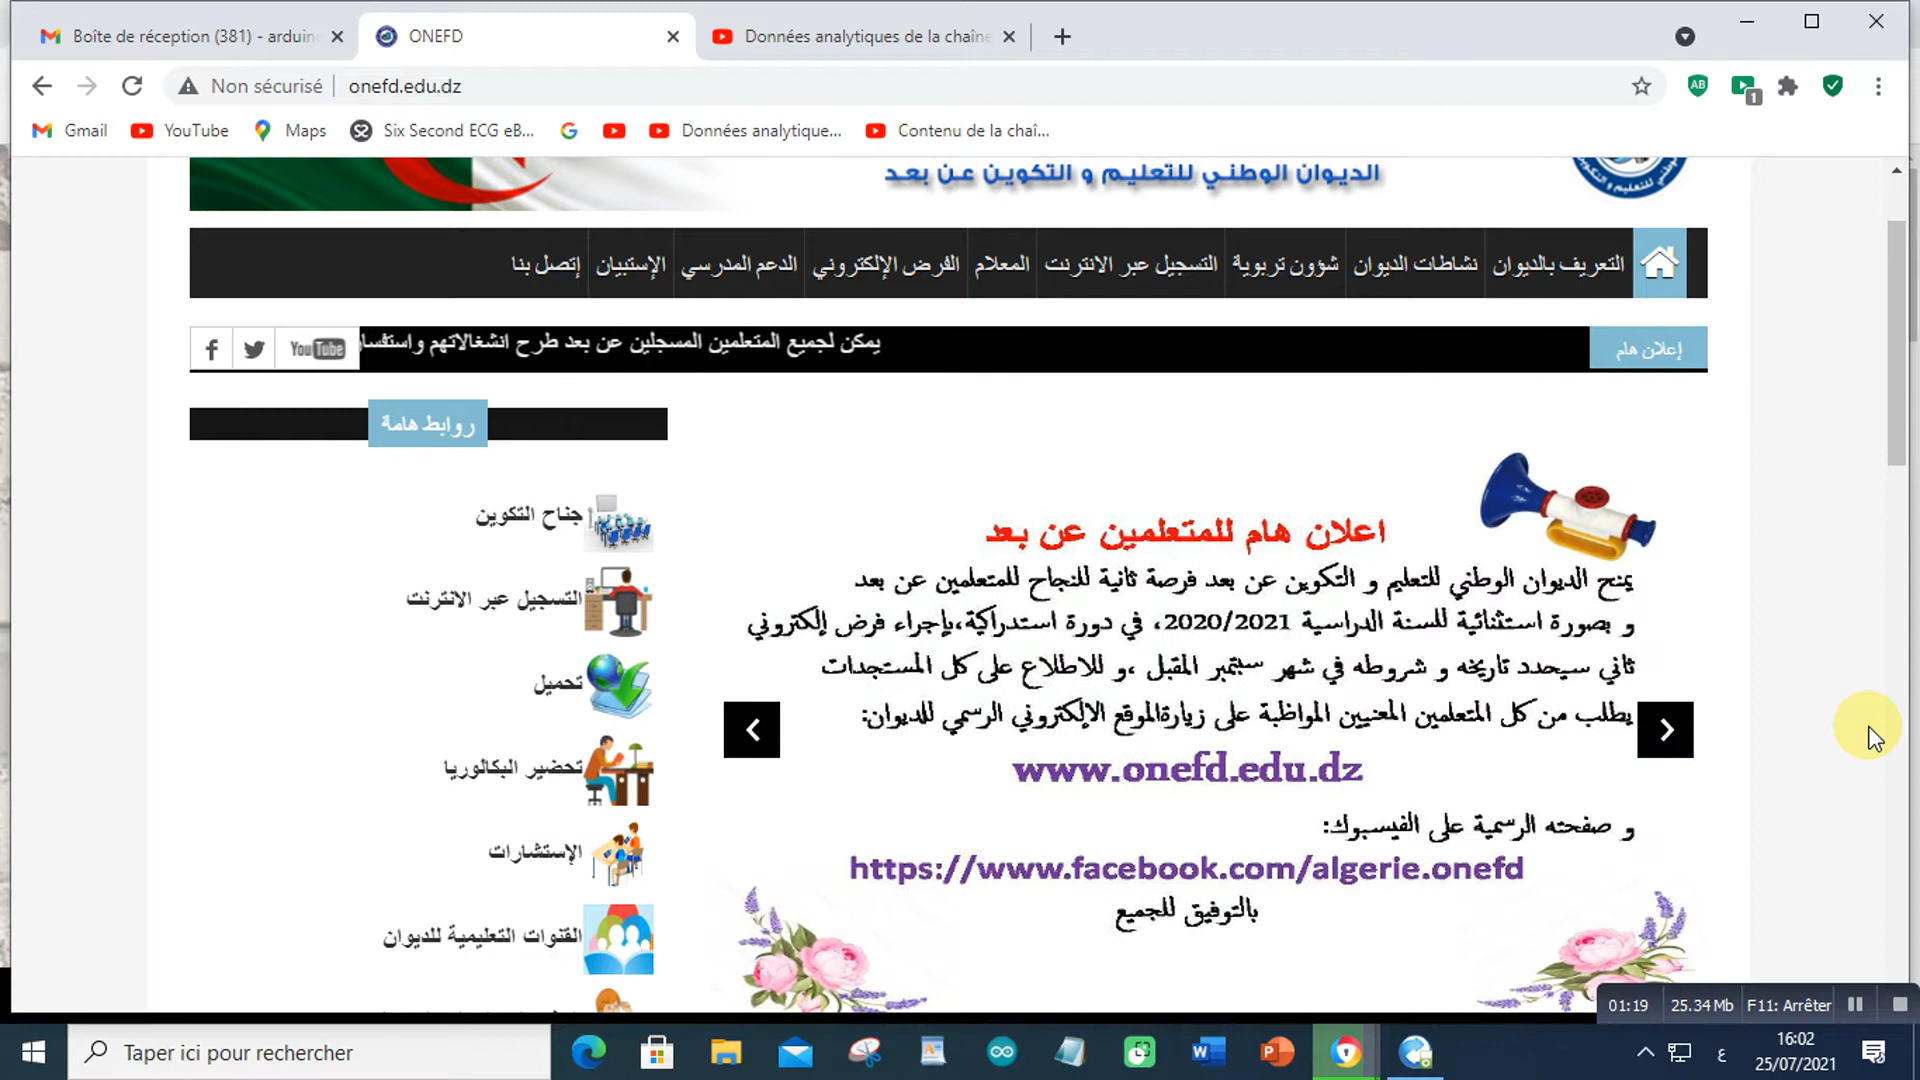 Boîte de réception (381) - arduin
ONEFD
Données analytiques de la chaîne
Non sécurisé
onefd.edu.dz
AB
1
Gmail
YouTube
Maps
Six Second ECG eB...
Données analytique...
Contenu de la chaî...
الديوان الوطني للتعليم و التكوين عن بعد
التعريف بالديوان
نشاطات الديوان
شؤون تربوية
التسجيل عبر الانترنت
المعلام
الفرض الإلكتروني
الدعم المدرسي
الإستبيان
إتصل بنا
إعلان هام
يمكن لجميع المتعلمين المسجلين عن بعد طرح انشغالاتهم واستفسار
YouTube
روابط هامة
جناح التكوين
التسجيل عبر الانترنت
تحميل
تحضير البكالوريا
الإستشارات
القنوات التعليمية للديوان
اعلان هام للمتعلمين عن بعد
يمنح الديوان الوطني للتعليم و التكوين عن بعد فرصة ثانية للنجاح للمتعلمين عن بعد
و بصورة استثنائية للسنة الدراسية 2020/2021، في دورة استدراكية،بإجراء فرض إلكتروني
ثاني سيحدد تاريخه و شروطه في شهر سبتمبر المقبل ،و للاطلاع على كل المستجدات
يطلب من كل المتعلمين المعنيين المواظبة على زيارةالموقع الإلكتروني الرسمي للديوان:
www.onefd.edu.dz
و صفحته الرسمية على الفيسبوك:
https://www.facebook.com/algerie.onefd
بالتوفيق للجميع
01:19
25.34 Mb
F11: Arrêter
Taper ici pour rechercher
ع
16:02
25/07/2021